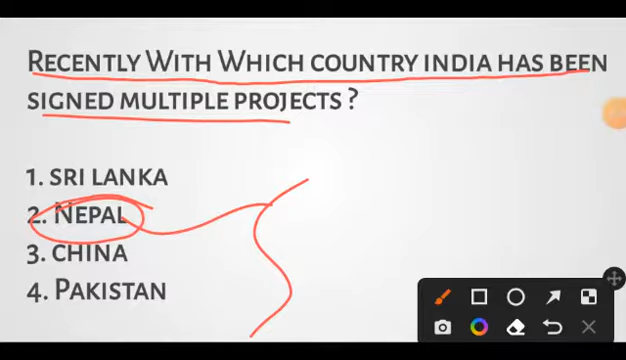 Recently With Which country india has been
signed multiple projects ?
1. Sri Lanka
2. Nepal
3. china
4. Pakistan